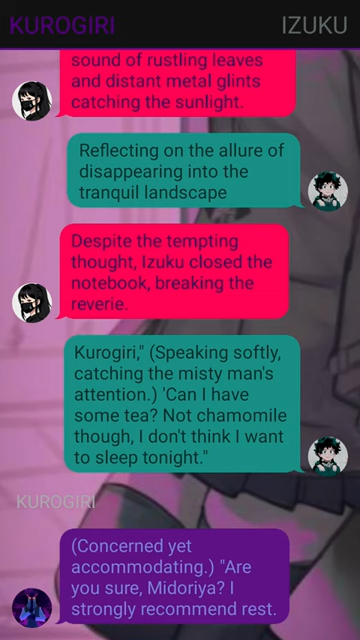 KUROGIRI IZUKU
sound of rustling leaves
and distant metal glints
catching the sunlight.
Reflecting on the allure of
disappearing into the
tranquil landscape
Despite the tempting
thought, Izuku closed the
notebook, breaking the
reverie.
Kurogiri," (Speaking softly,
catching the misty man's
attention.) 'Can I have
some tea? Not chamomile
though, I don't think I want
to sleep tonight."
KUROGIRI
(Concerned yet
accommodating.) "Are
you sure, Midoriya? I
strongly recommend rest.